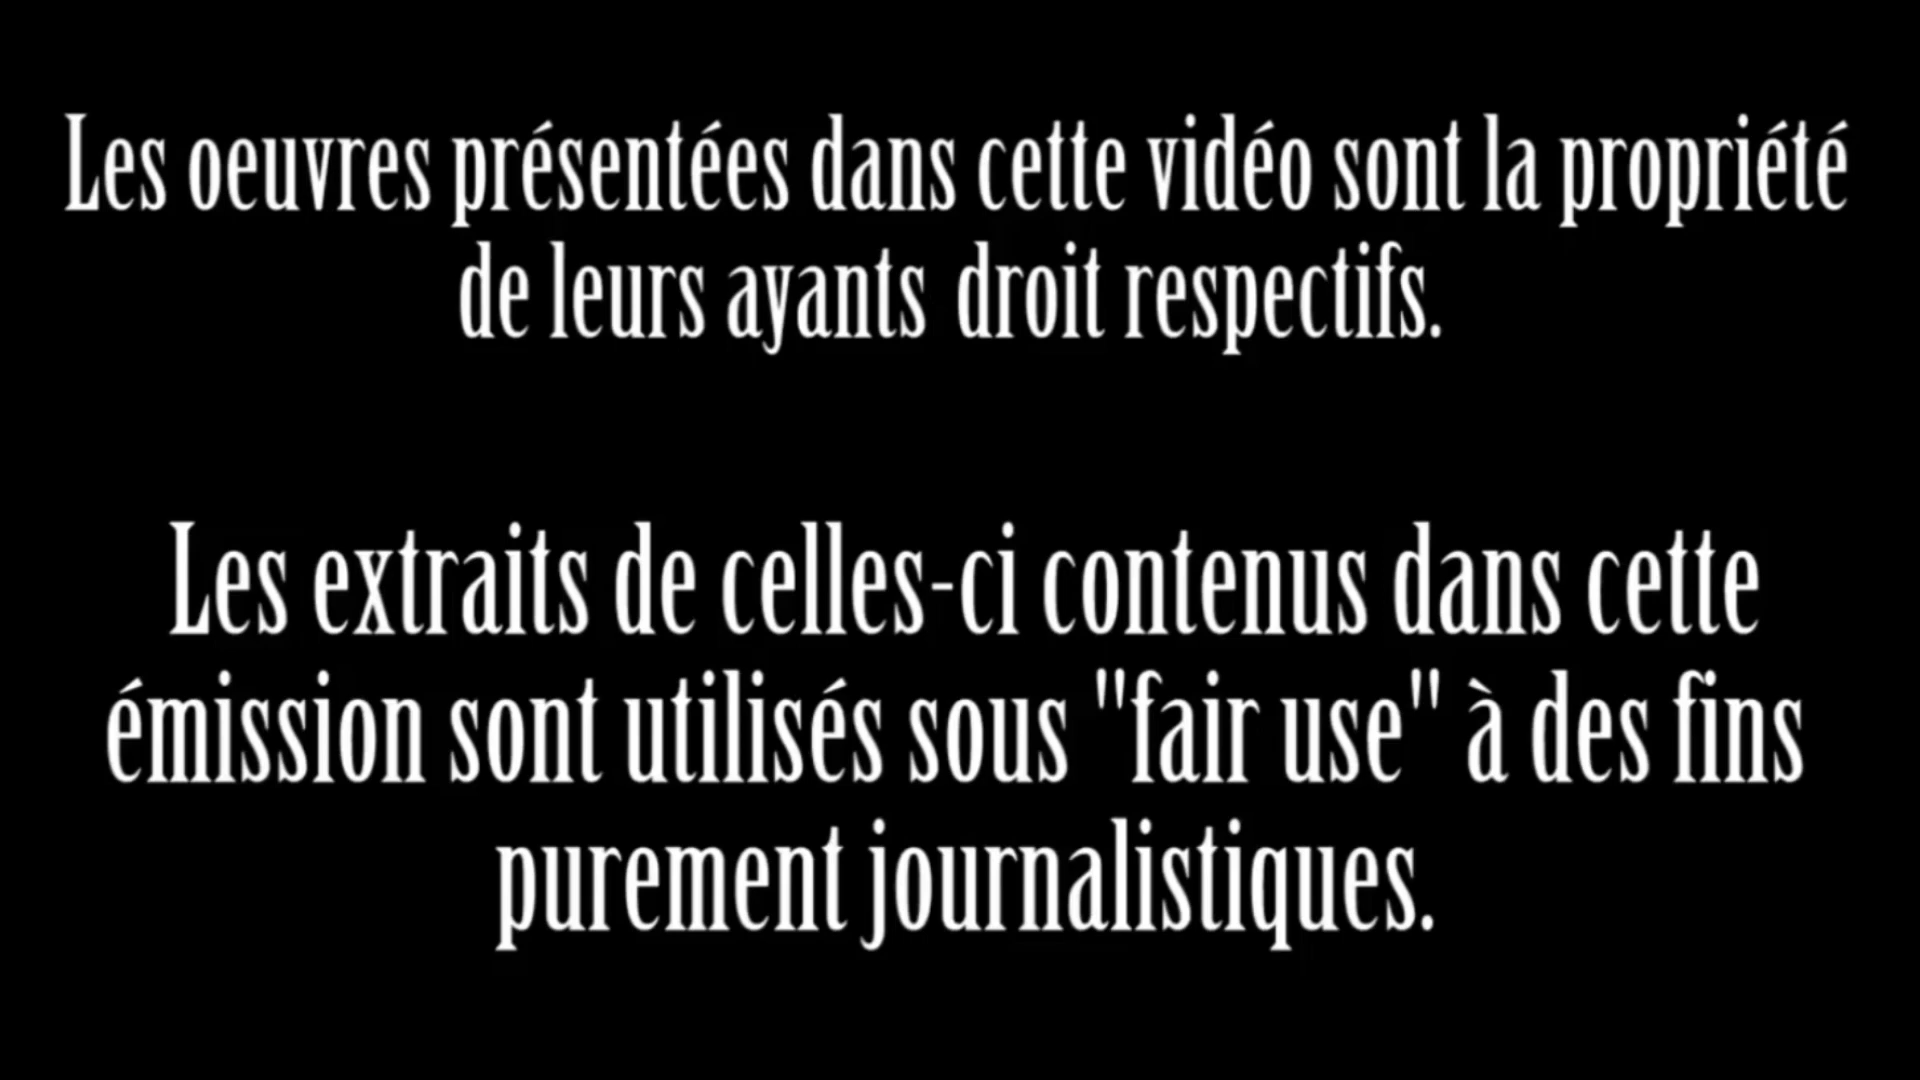 Les oeuvres présentées dans cette vidéo sont la propriété
de leurs ayants droit respectifs.
Les extraits de celles-ci contenus dans cette
émission sont utilisés sous "fair use" à des fins
purement journalistiques.